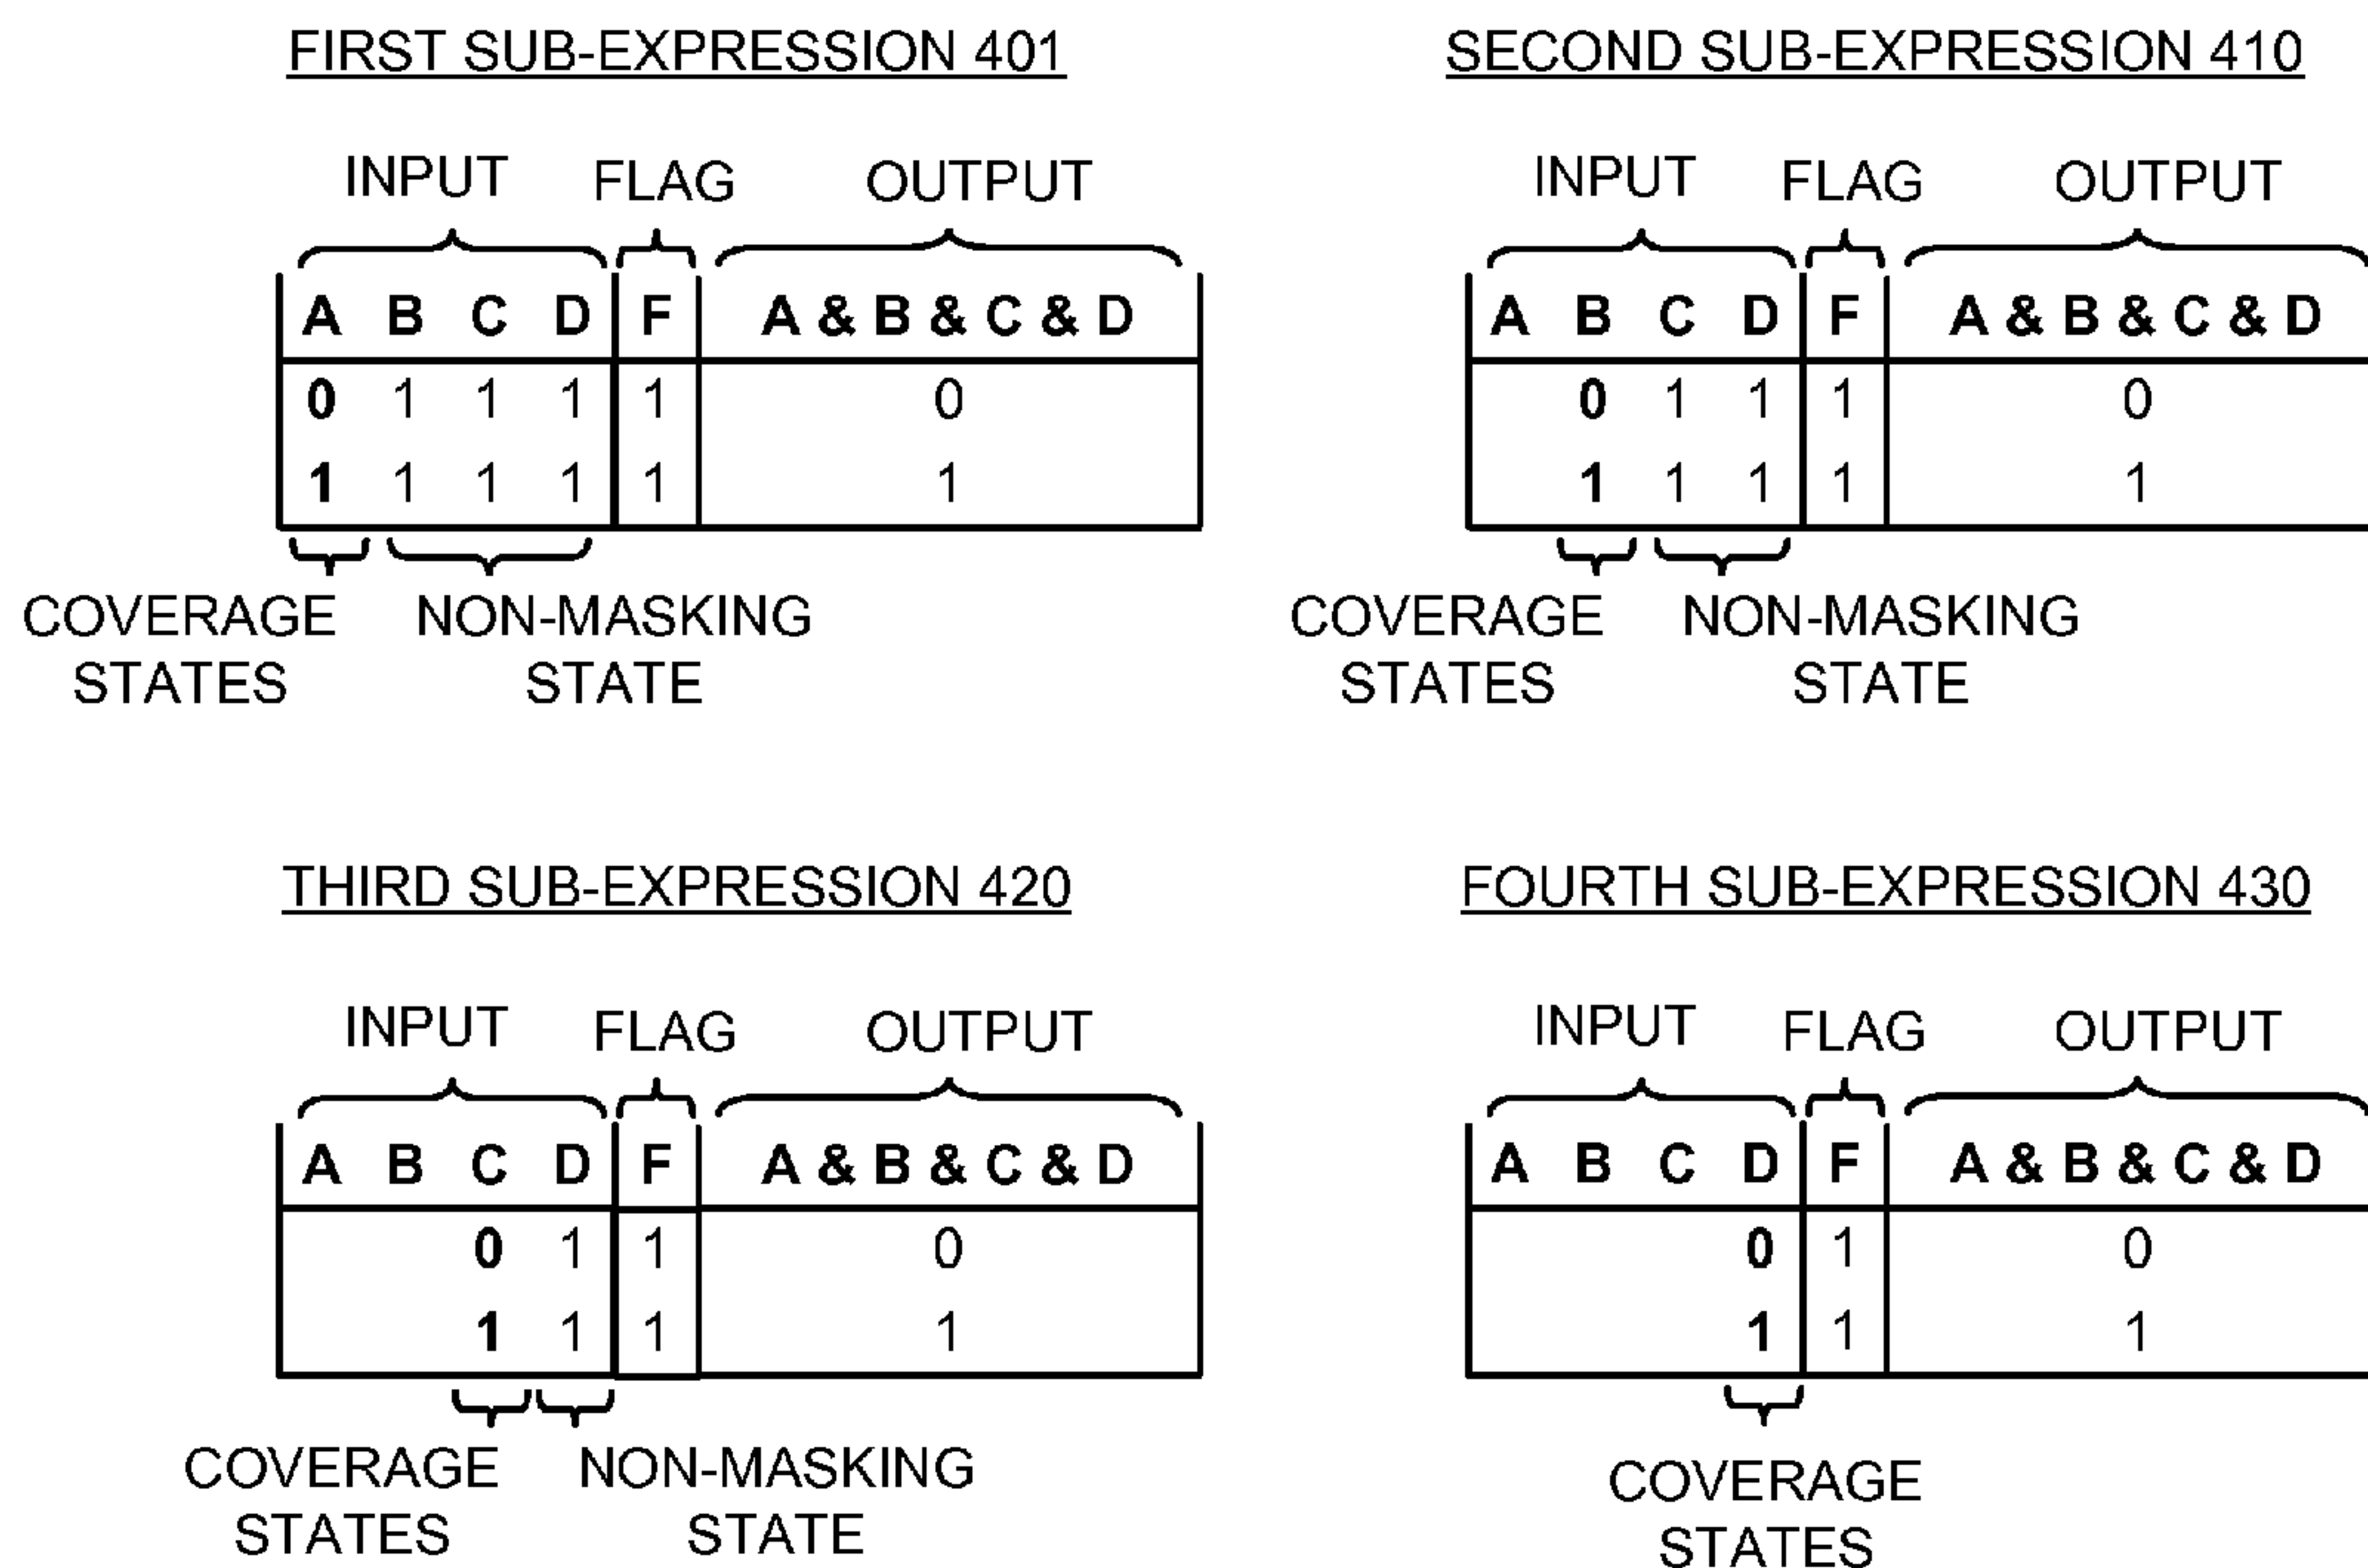 FIRST SUB-EXPRESSION 401
INPUT FLAG OUTPUT
A B C D F A & B & C & D
0 1 1 1 1 0
1 1 1 1 1 1
COVERAGE NON-MASKING
STATES STATE
SECOND SUB-EXPRESSION 410
INPUT FLAG OUTPUT
A B C D F A & B & C & D
0 1 1 1 0
1 1 1 1 1
COVERAGE NON-MASKING
STATES STATE
THIRD SUB-EXPRESSION 420
INPUT FLAG OUTPUT
A B C D F A & B & C & D
0 1 1 0
1 1 1 1
COVERAGE NON-MASKING
STATES STATE
FOURTH SUB-EXPRESSION 430
INPUT FLAG OUTPUT
A B C D F A & B & C & D
0 1 0
1 1 1
COVERAGE
STATES